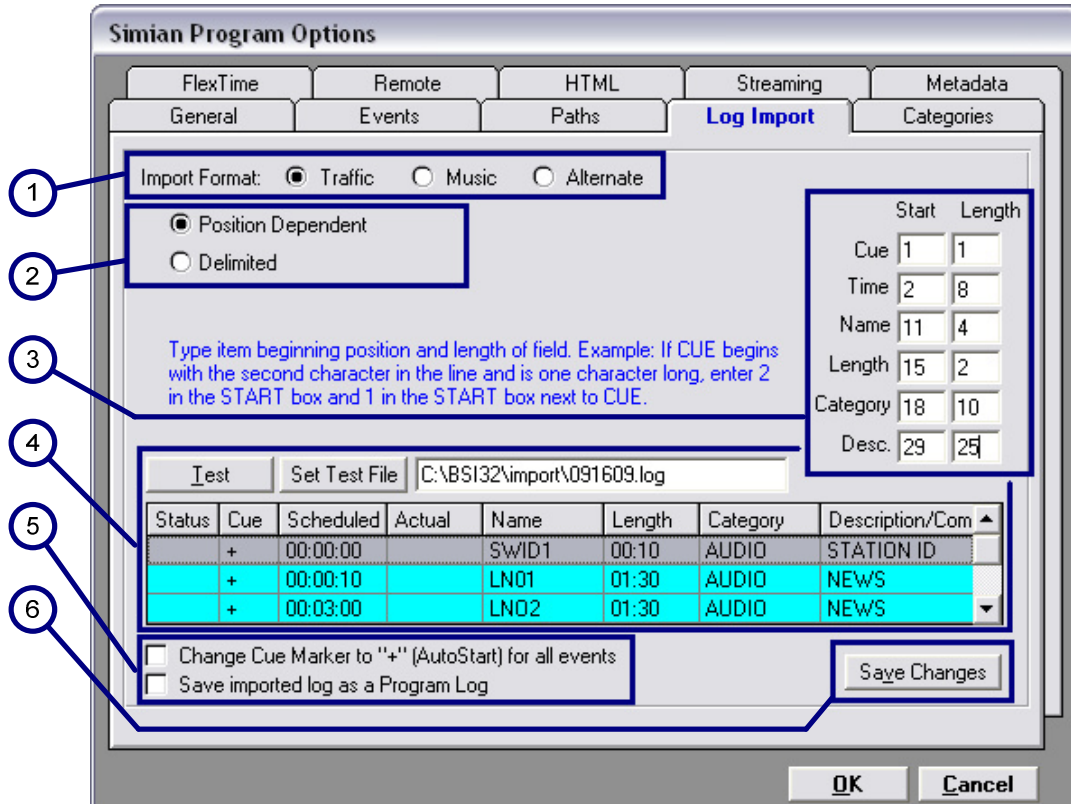 Simian Program Options
FlexTime Remote HTML Streaming Metadata
General Events Paths Log Import Categories
1
Import Format: Traffic Music Alternate
2
Position Dependent
Delimited
Start Length
Cue 1 1
Time 2 8
Name 11 4
Length 15 2
Category 18 10
Desc. 29 25
3
Type item beginning position and length of field. Example: If CUE begins
with the second character in the line and is one character long, enter 2
in the START box and 1 in the START box next to CUE.
4
Test Set Test File C:\BSI32\import\091609.log
Status Cue Scheduled Actual Name Length Category Description/Com
+ 00:00:00 SWID1 00:10 AUDIO STATION ID
+ 00:00:10 LN01 01:30 AUDIO NEWS
+ 00:03:00 LNO2 01:30 AUDIO NEWS
5
Change Cue Marker to "+" (AutoStart) for all events
Save imported log as a Program Log
6
Save Changes
OK Cancel